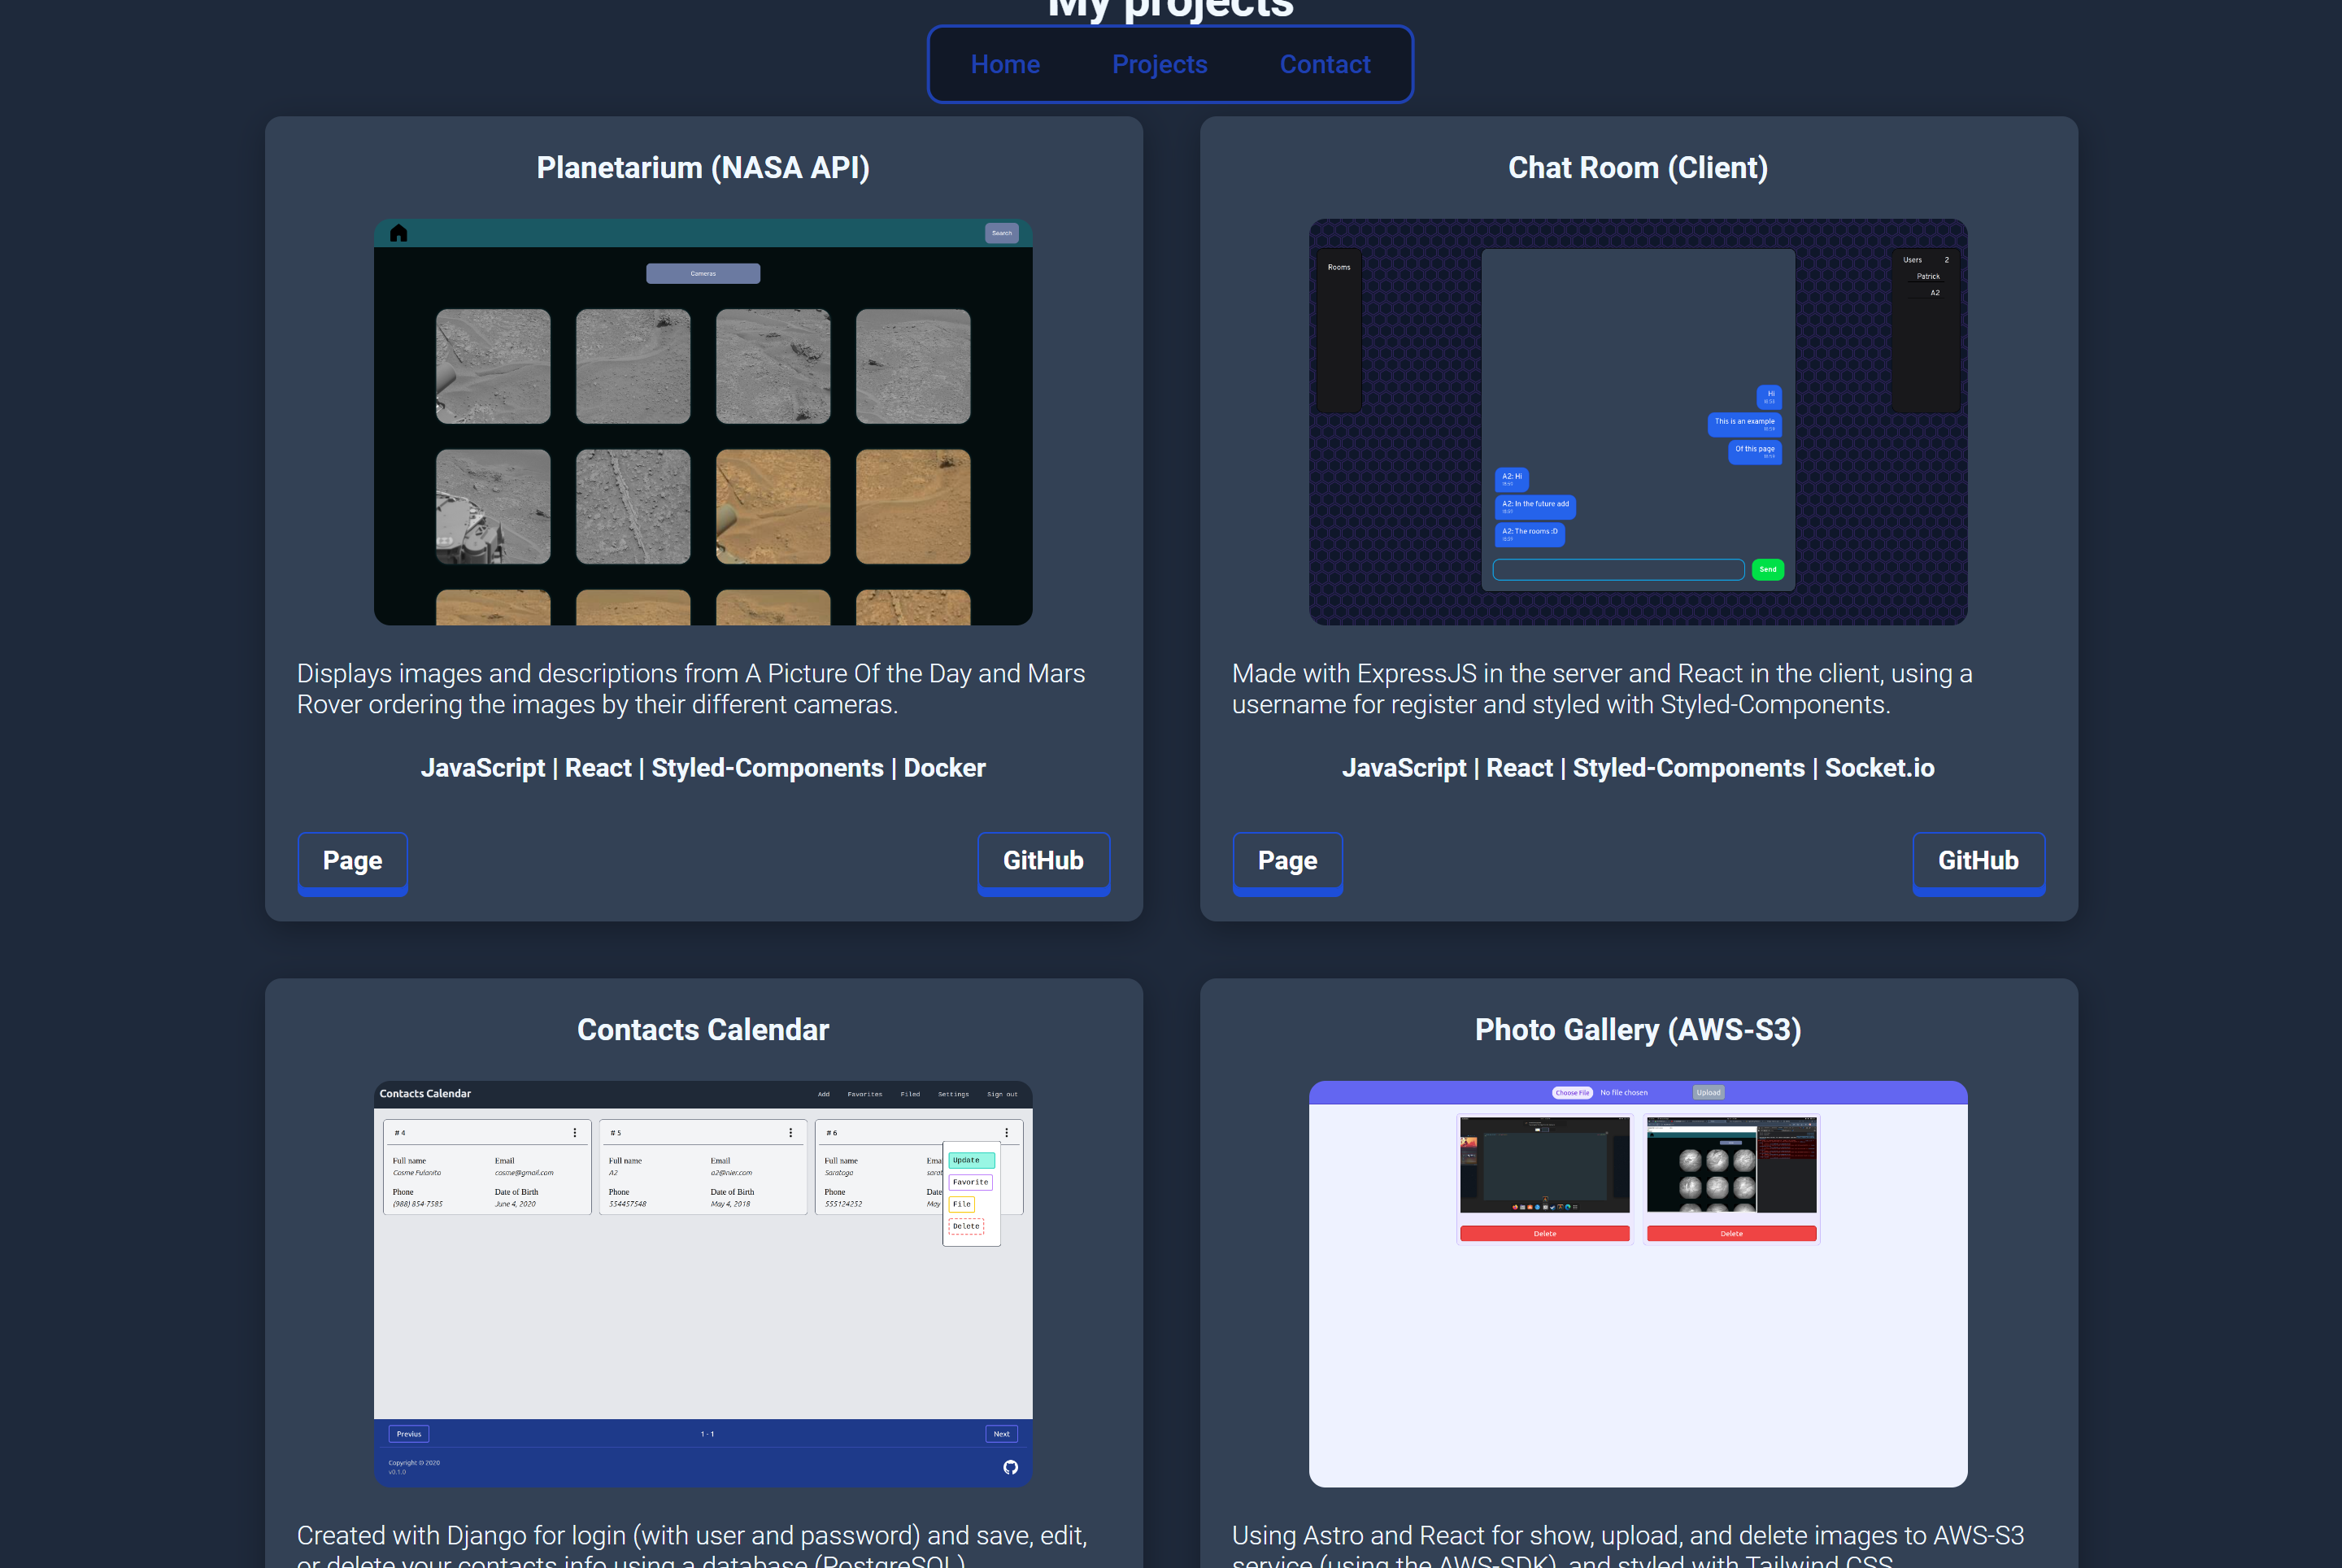 My projects
Home Projects Contact
Planetarium (NASA API)
Search
Cameras
Displays images and descriptions from A Picture Of the Day and Mars
Rover ordering the images by their different cameras.
JavaScript | React | Styled-Components | Docker
Page GitHub
Chat Room (Client)
Rooms
Users 2
Patrick
A2
Hi
This is an example
Of this page
A2: Hi
A2: In the future add
A2: The rooms :D
Send
Made with ExpressJS in the server and React in the client, using a
username for register and styled with Styled-Components.
JavaScript | React | Styled-Components | Socket.io
Page GitHub
Contacts Calendar
Contacts Calendar Add Favorites Filed Settings Sign out
# 4
Full name Email
Cosme Fulanito cosme@gmail.com
Phone Date of Birth
(988) 854-7585 June 4, 2020
# 5
Full name Email
A2 a2@nier.com
Phone Date of Birth
554457548 May 4, 2018
# 6
Full name Ema
Saratoga sarat
Phone Date
555124252 May
Update
Favorite
File
Delete
Previus 1 - 1 Next
Copyright © 2020
v0.1.0
Created with Django for login (with user and password) and save, edit,
or delete your contacts info using a database (PostgreSQL)
Photo Gallery (AWS-S3)
Choose File No file chosen Upload
Delete Delete
Using Astro and React for show, upload, and delete images to AWS-S3
service (using the AWS-SDK), and styled with Tailwind CSS